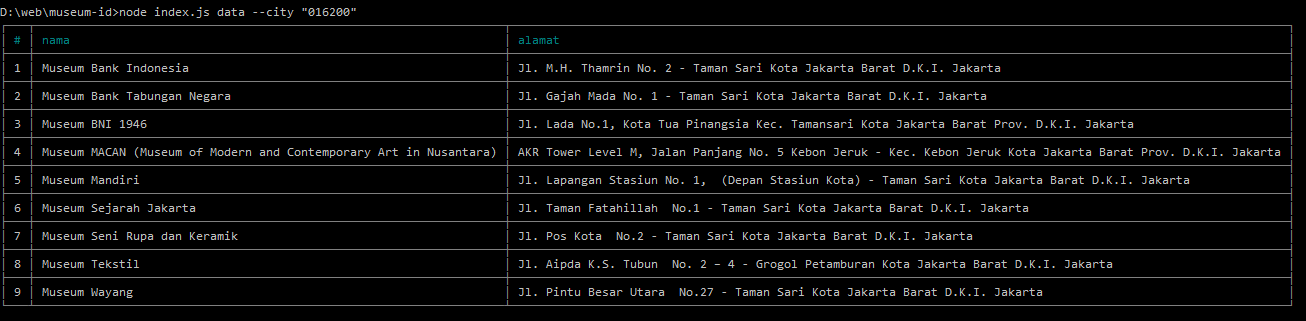 D:\web\museum-id>node index.js data --city "016200"
# nama alamat
1 Museum Bank Indonesia Jl. M.H. Thamrin No. 2 - Taman Sari Kota Jakarta Barat D.K.I. Jakarta
2 Museum Bank Tabungan Negara Jl. Gajah Mada No. 1 - Taman Sari Kota Jakarta Barat D.K.I. Jakarta
3 Museum BNI 1946 Jl. Lada No.1, Kota Tua Pinangsia Kec. Tamansari Kota Jakarta Barat Prov. D.K.I. Jakarta
4 Museum MACAN (Museum of Modern and Contemporary Art in Nusantara) AKR Tower Level M, Jalan Panjang No. 5 Kebon Jeruk - Kec. Kebon Jeruk Kota Jakarta Barat Prov. D.K.I. Jakarta
5 Museum Mandiri Jl. Lapangan Stasiun No. 1,  (Depan Stasiun Kota) - Taman Sari Kota Jakarta Barat D.K.I. Jakarta
6 Museum Sejarah Jakarta Jl. Taman Fatahillah  No.1 - Taman Sari Kota Jakarta Barat D.K.I. Jakarta
7 Museum Seni Rupa dan Keramik Jl. Pos Kota  No.2 - Taman Sari Kota Jakarta Barat D.K.I. Jakarta
8 Museum Tekstil Jl. Aipda K.S. Tubun  No. 2 – 4 - Grogol Petamburan Kota Jakarta Barat D.K.I. Jakarta
9 Museum Wayang Jl. Pintu Besar Utara  No.27 - Taman Sari Kota Jakarta Barat D.K.I. Jakarta